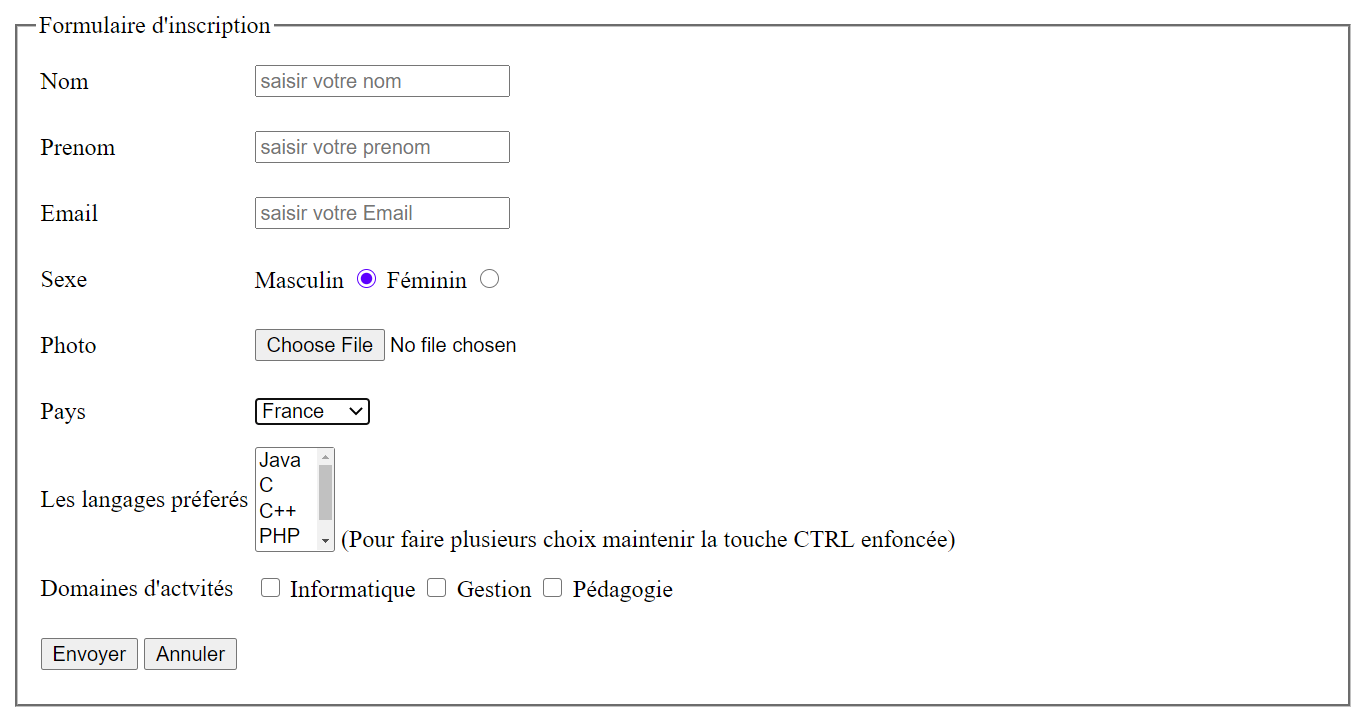 Formulaire d'inscription
Nom saisir votre nom
Prenom saisir votre prenom
Email saisir votre Email
Sexe Masculin Féminin
Photo Choose File No file chosen
Pays France
Java
C
Les langages préferés
C++
PHP (Pour faire plusieurs choix maintenir la touche CTRL enfoncée)
Domaines d'actvités Informatique Gestion Pédagogie
Envoyer Annuler